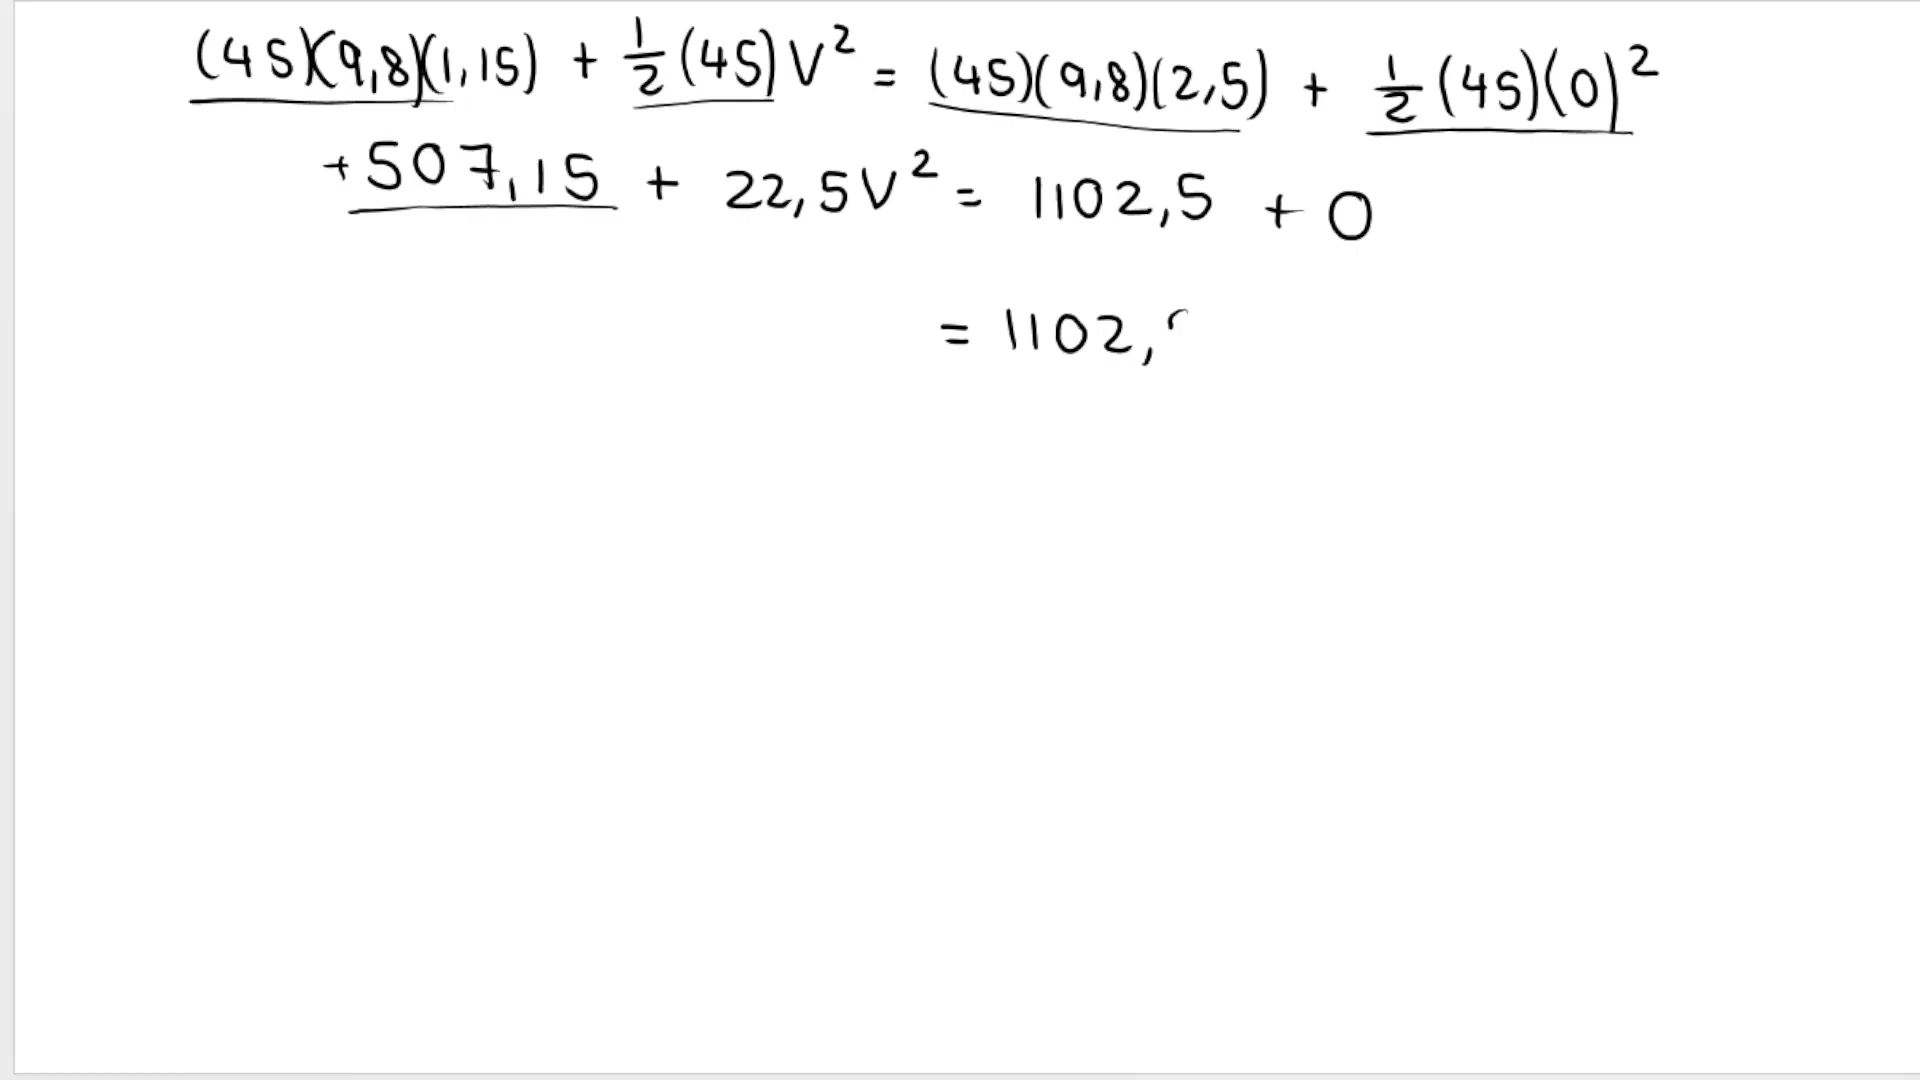 (45)(9,8)(1,15) + 1/2 (45) V² = (45)(9,8)(2,5) + 1/2 (45)(0)²
+507,15 + 22,5V² = 1102,5 + 0
= 1102,